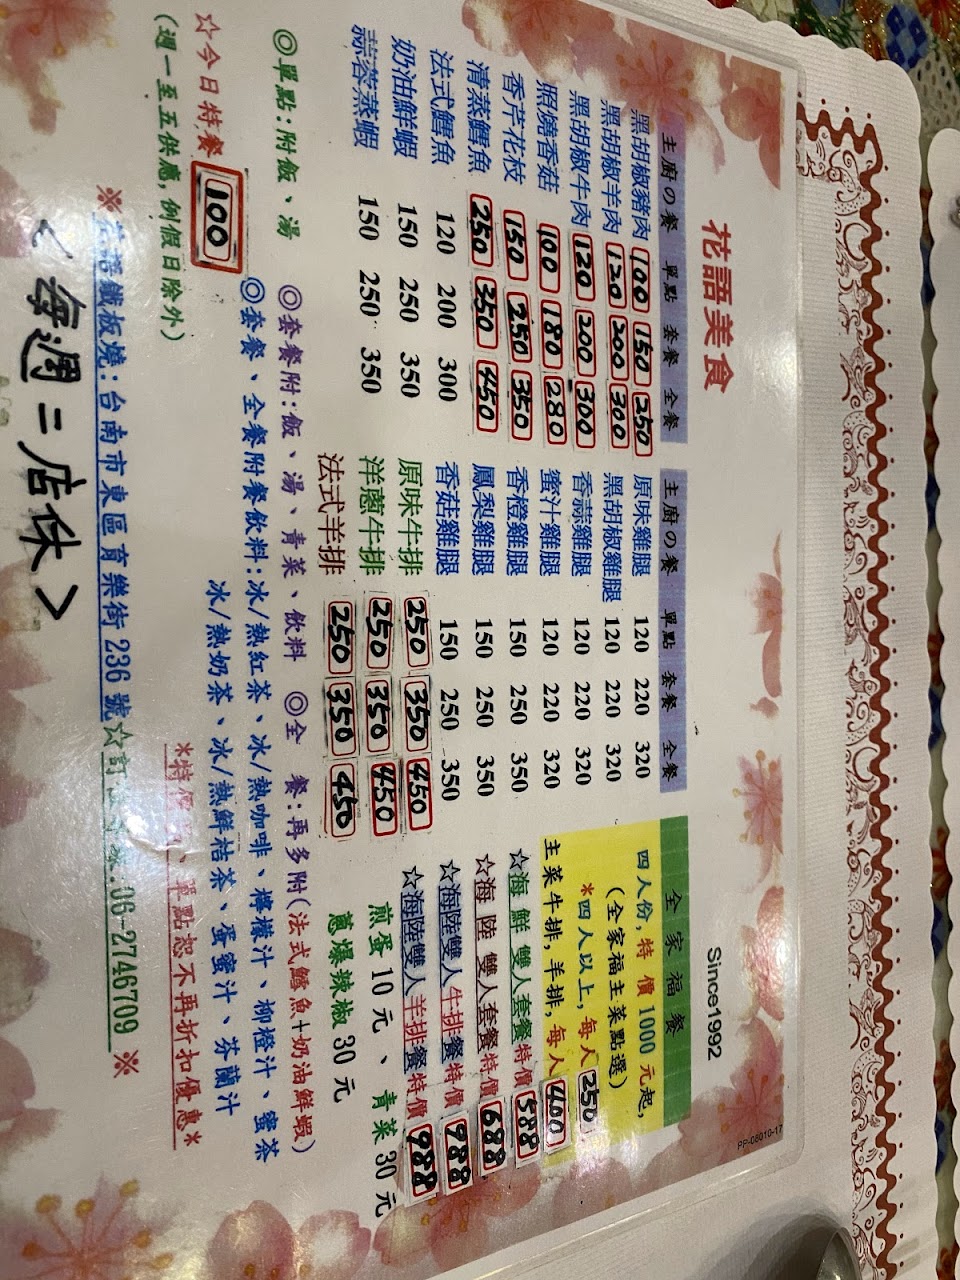 花語美食
Since1992
主廚の餐 單點 套餐 全餐
黑胡椒豬肉 100 150 250
黑胡椒羊肉 120 200 300
黑胡椒牛肉 120 200 300
照燒香菇 100 180 280
香芹花枝 150 250 350
清蒸鱈魚 250 350 450
法式鱈魚 120 200 300
奶油鮮蝦 150 250 350
蒜蓉蒸蝦 150 250 350
主廚の餐 單點 套餐 全餐
原味雞腿 120 220 320
黑胡椒雞腿 120 220 320
香蒜雞腿 120 220 320
蜜汁雞腿 120 220 320
香橙雞腿 150 250 350
鳳梨雞腿 150 250 350
香菇雞腿 150 250 350
原味牛排 250 350 450
洋蔥牛排 250 350 450
法式羊排 250 350 450
全家福餐
四人份,特價1000元起,
(全家福主菜點選)
*四人以上,每人250
主菜牛排,羊排,每人400
☆海鮮雙人套餐特價588
☆海陸雙人套餐特價688
☆海陸雙人牛排餐特價988
☆海陸雙人羊排餐特價988
煎蛋10元、青菜30元
蔥爆辣椒30元
◎單點:附飯、湯 ◎套餐附:飯、湯、青菜、飲料 ◎全 餐:再多附(法式鱈魚+奶油鮮蝦)
◎套餐、全餐附餐飲料:冰/熱紅茶、冰/熱咖啡、檸檬汁、柳橙汁、蜜茶
冰/熱奶茶、冰/熱鮮桔茶、蛋蜜汁、芬蘭汁
☆今日特餐 100
(週一至五供應,例假日除外)
*特價 、單點恕不再折扣優惠*
※ 語鐵板燒:台南市東區育樂街236號☆訂 :06-2746709※
<每週二店休>
PP-06010-17